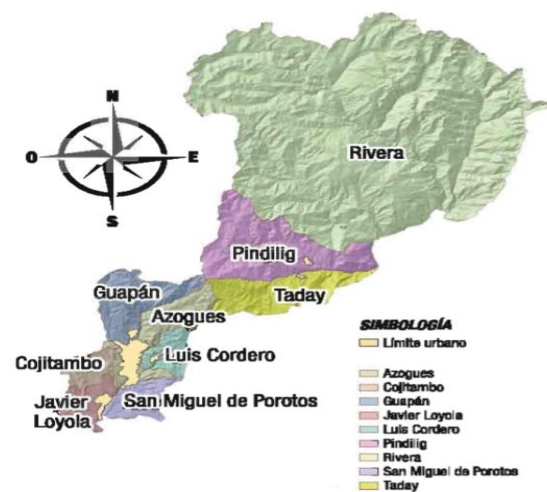 N
O
E
S
Rivera
Pindilig
Taday
Guapán
Azogues
Cojitambo
Luis Cordero
Javier
Loyola
San Miguel de Porotos
SIMBOLOGÍA
Límite urbano
Azogues
Cojitambo
Guapán
Javier Loyola
Luis Cordero
Pindilig
Rivera
San Miguel de Porotos
Taday